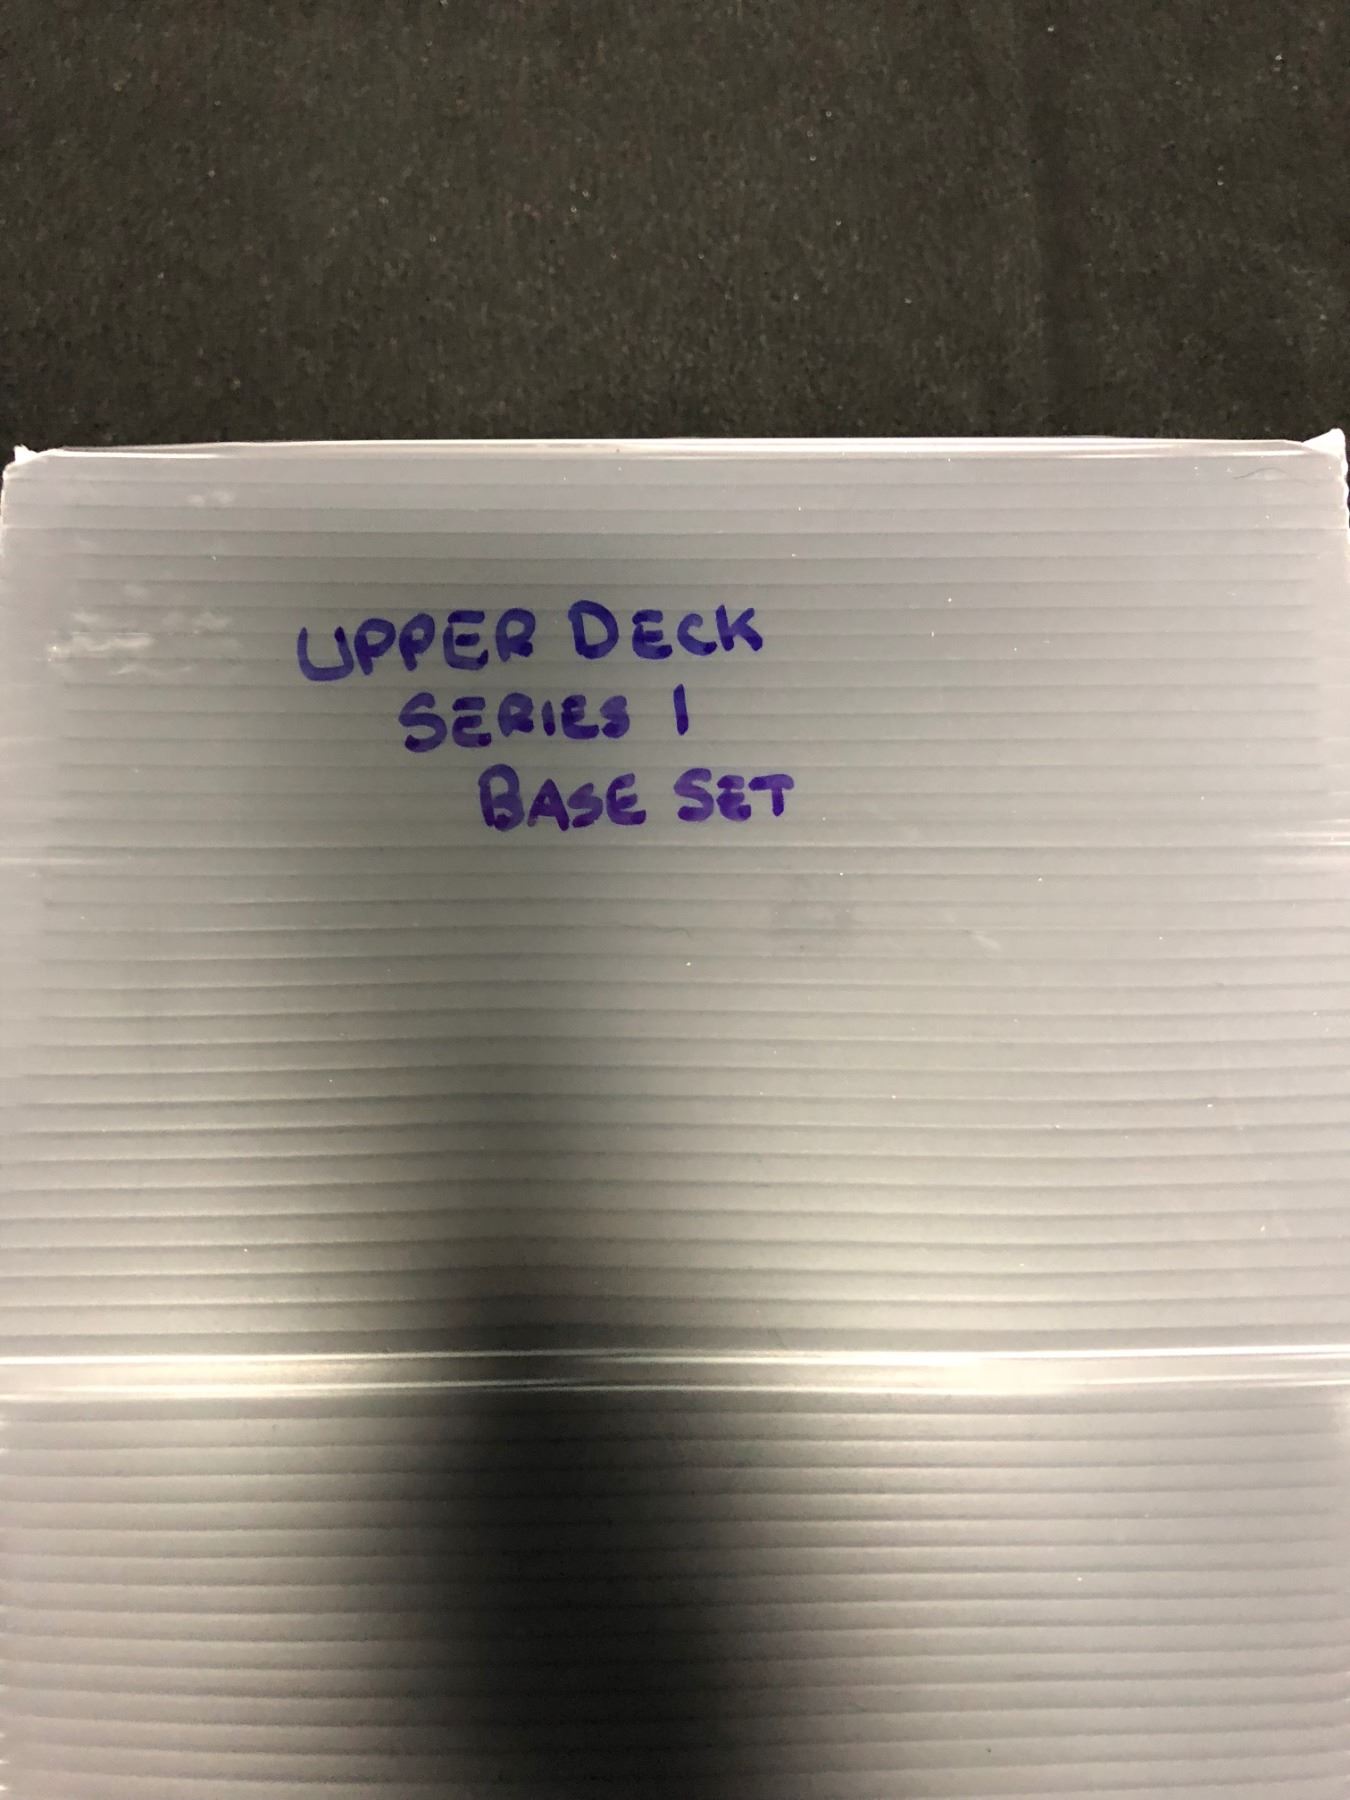 UPPER DECK
SERIES 1
BASE SET